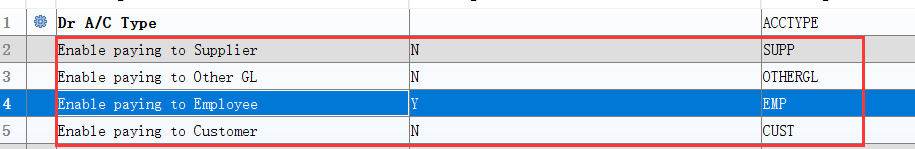 1 Dr A/C Type ACCTYPE
2 Enable paying to Supplier N SUPP
3 Enable paying to Other GL N OTHERGL
4 Enable paying to Employee Y EMP
5 Enable paying to Customer N CUST